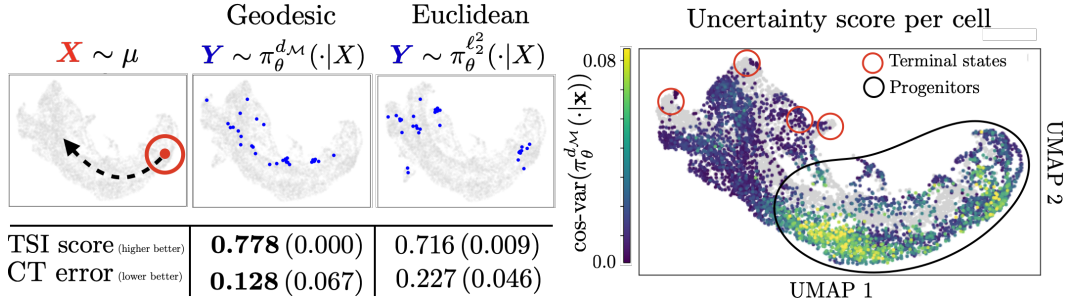 Geodesic
Euclidean
X ∼ μ
Y ∼ π_θ^{d_ℳ}(·|X)
Y ∼ π_θ^{ℓ_2^2}(·|X)
TSI score (higher better)
0.778 (0.000)
0.716 (0.009)
CT error (lower better)
0.128 (0.067)
0.227 (0.046)
Uncertainty score per cell
0.08
cos-var(π_θ^{d_ℳ}(·|x))
0.0
Terminal states
Progenitors
UMAP 1
UMAP 2